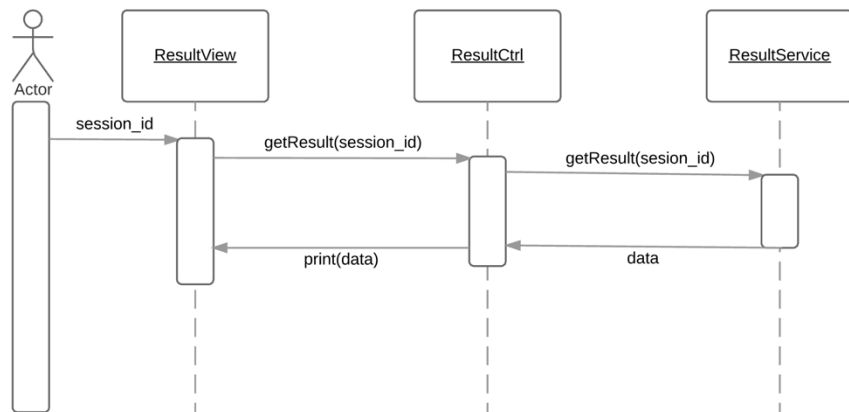 ResultView
ResultCtrl
ResultService
Actor
session_id
getResult(session_id)
getResult(sesion_id)
print(data)
data